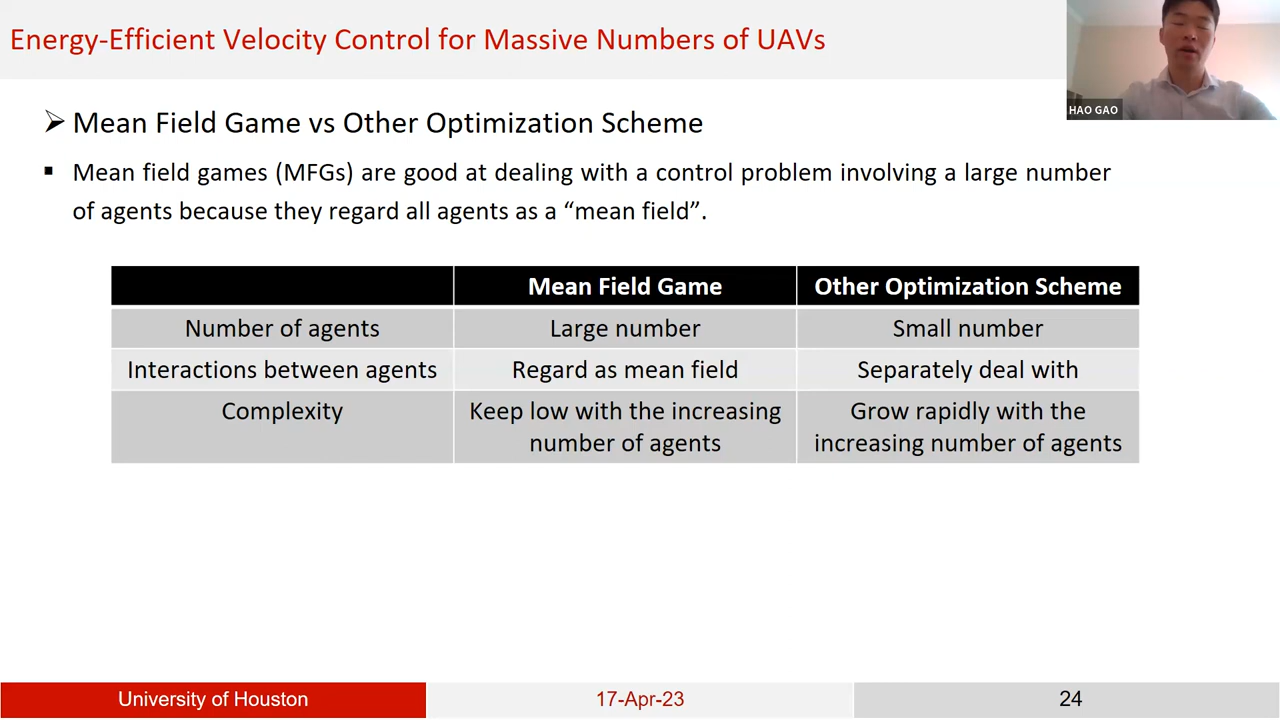 Energy-Efficient Velocity Control for Massive Numbers of UAVs
HAO GAO
➢ Mean Field Game vs Other Optimization Scheme
▪ Mean field games (MFGs) are good at dealing with a control problem involving a large number
of agents because they regard all agents as a “mean field”.
Mean Field Game Other Optimization Scheme
Number of agents Large number Small number
Interactions between agents Regard as mean field Separately deal with
Complexity Keep low with the increasing Grow rapidly with the
number of agents increasing number of agents
University of Houston 17-Apr-23 24